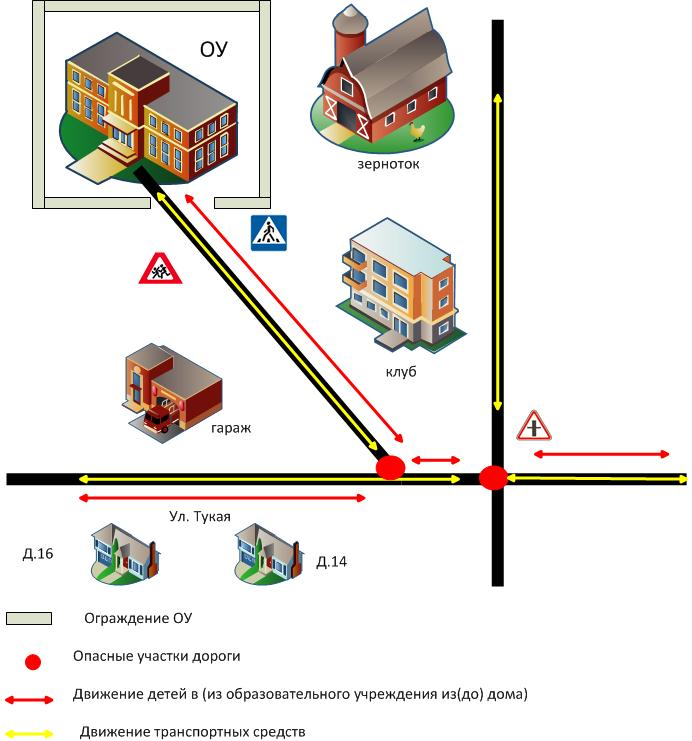 ОУ
зерноток
клуб
гараж
Ул. Тукая
Д.16
Д.14
Ограждение ОУ
Опасные участки дороги
Движение детей в (из образовательного учреждения из(до) дома)
Движение транспортных средств